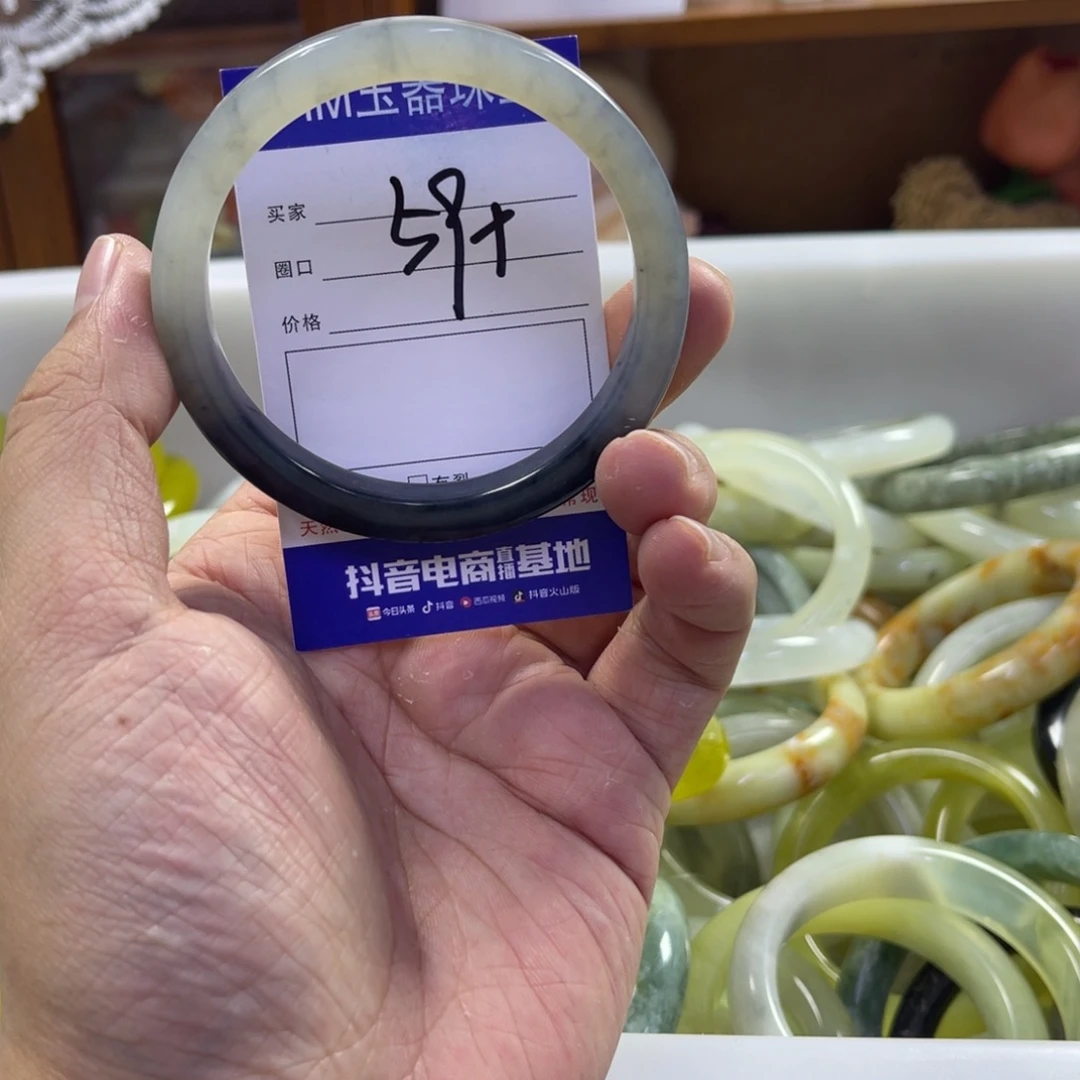 玉器珠
买家
59+
圈口
价格
天然
抖音电商直播基地
今日头条 抖音 西瓜视频 抖音火山版